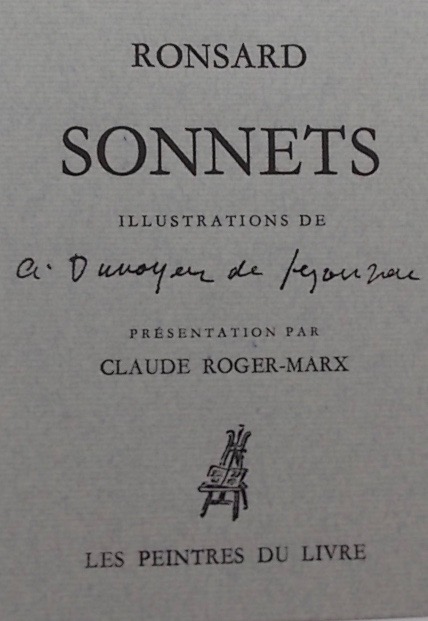 RONSARD
SONNETS
ILLUSTRATIONS DE
A. Dunoyer de Segonzac
PRÉSENTATION PAR
CLAUDE ROGER-MARX
LES PEINTRES DU LIVRE